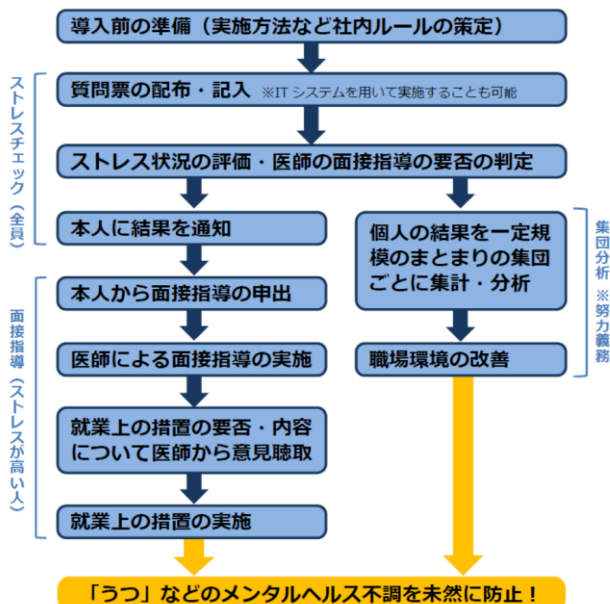 導入前の準備（実施方法など社内ルールの策定）
質問票の配布・記入 ※ITシステムを用いて実施することも可能
ストレス状況の評価・医師の面接指導の要否の判定
本人に結果を通知
ストレスチェック（全員）
個人の結果を一定規
模のまとまりの集団
ごとに集計・分析
職場環境の改善
集団分析 ※努力義務
本人から面接指導の申出
医師による面接指導の実施
就業上の措置の要否・内容
について医師から意見聴取
就業上の措置の実施
面接指導（ストレスが高い人）
「うつ」などのメンタルヘルス不調を未然に防止！